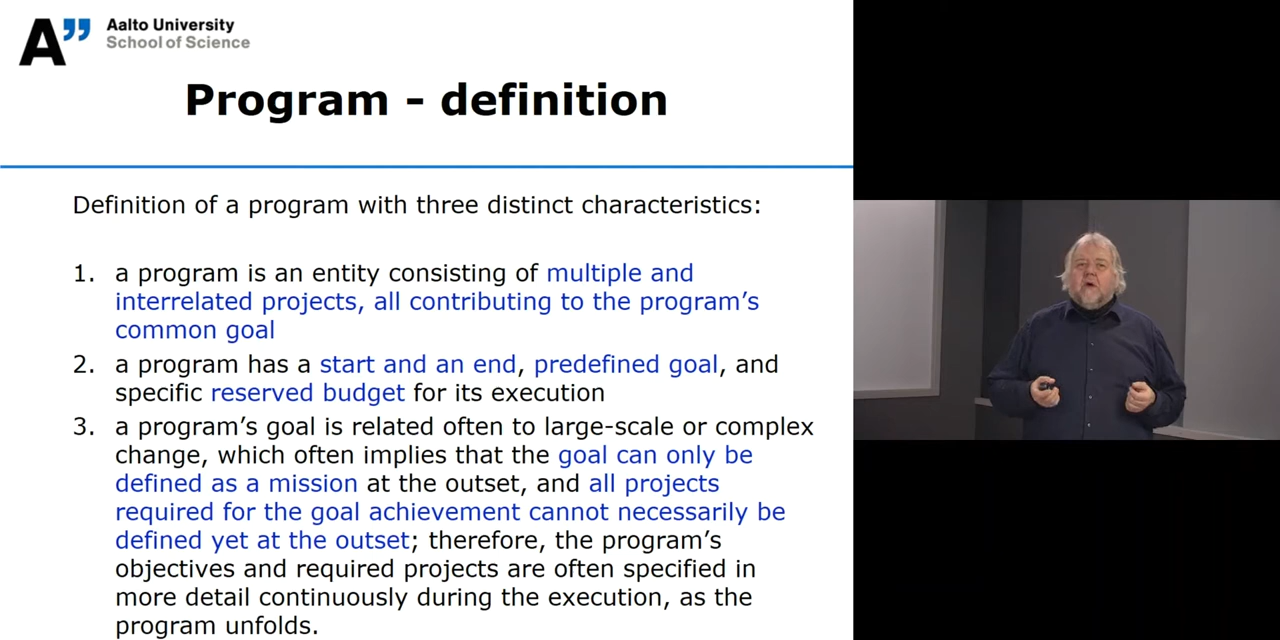 A”
Aalto University
School of Science
Program - definition
Definition of a program with three distinct characteristics:
1. a program is an entity consisting of multiple and
interrelated projects, all contributing to the program’s
common goal
2. a program has a start and an end, predefined goal, and
specific reserved budget for its execution
3. a program’s goal is related often to large-scale or complex
change, which often implies that the goal can only be
defined as a mission at the outset, and all projects
required for the goal achievement cannot necessarily be
defined yet at the outset; therefore, the program’s
objectives and required projects are often specified in
more detail continuously during the execution, as the
program unfolds.